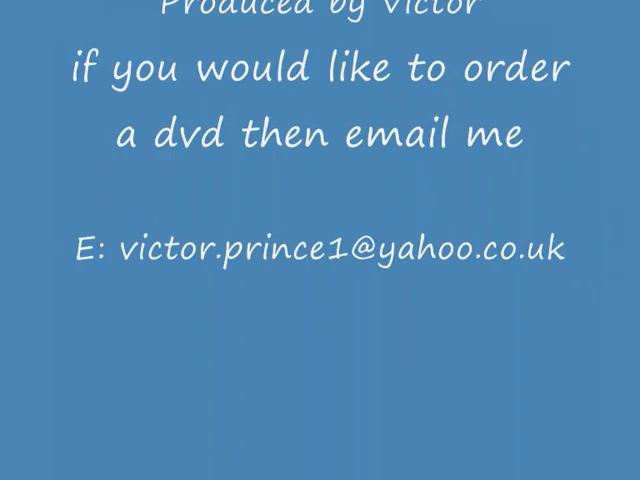 Produced by Victor
if you would like to order
a dvd then email me
E: victor.prince1@yahoo.co.uk